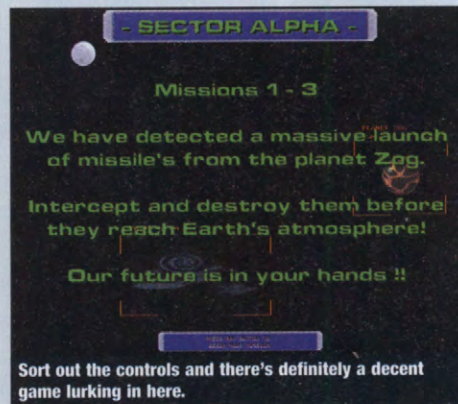 - SECTOR ALPHA -
Missions 1 - 3
We have detected a massive launch
of missile's from the planet Zog.
Intercept and destroy them before
they reach Earth's atmosphere!
Our future is in your hands !!
Sort out the controls and there's definitely a decent
game lurking in here.